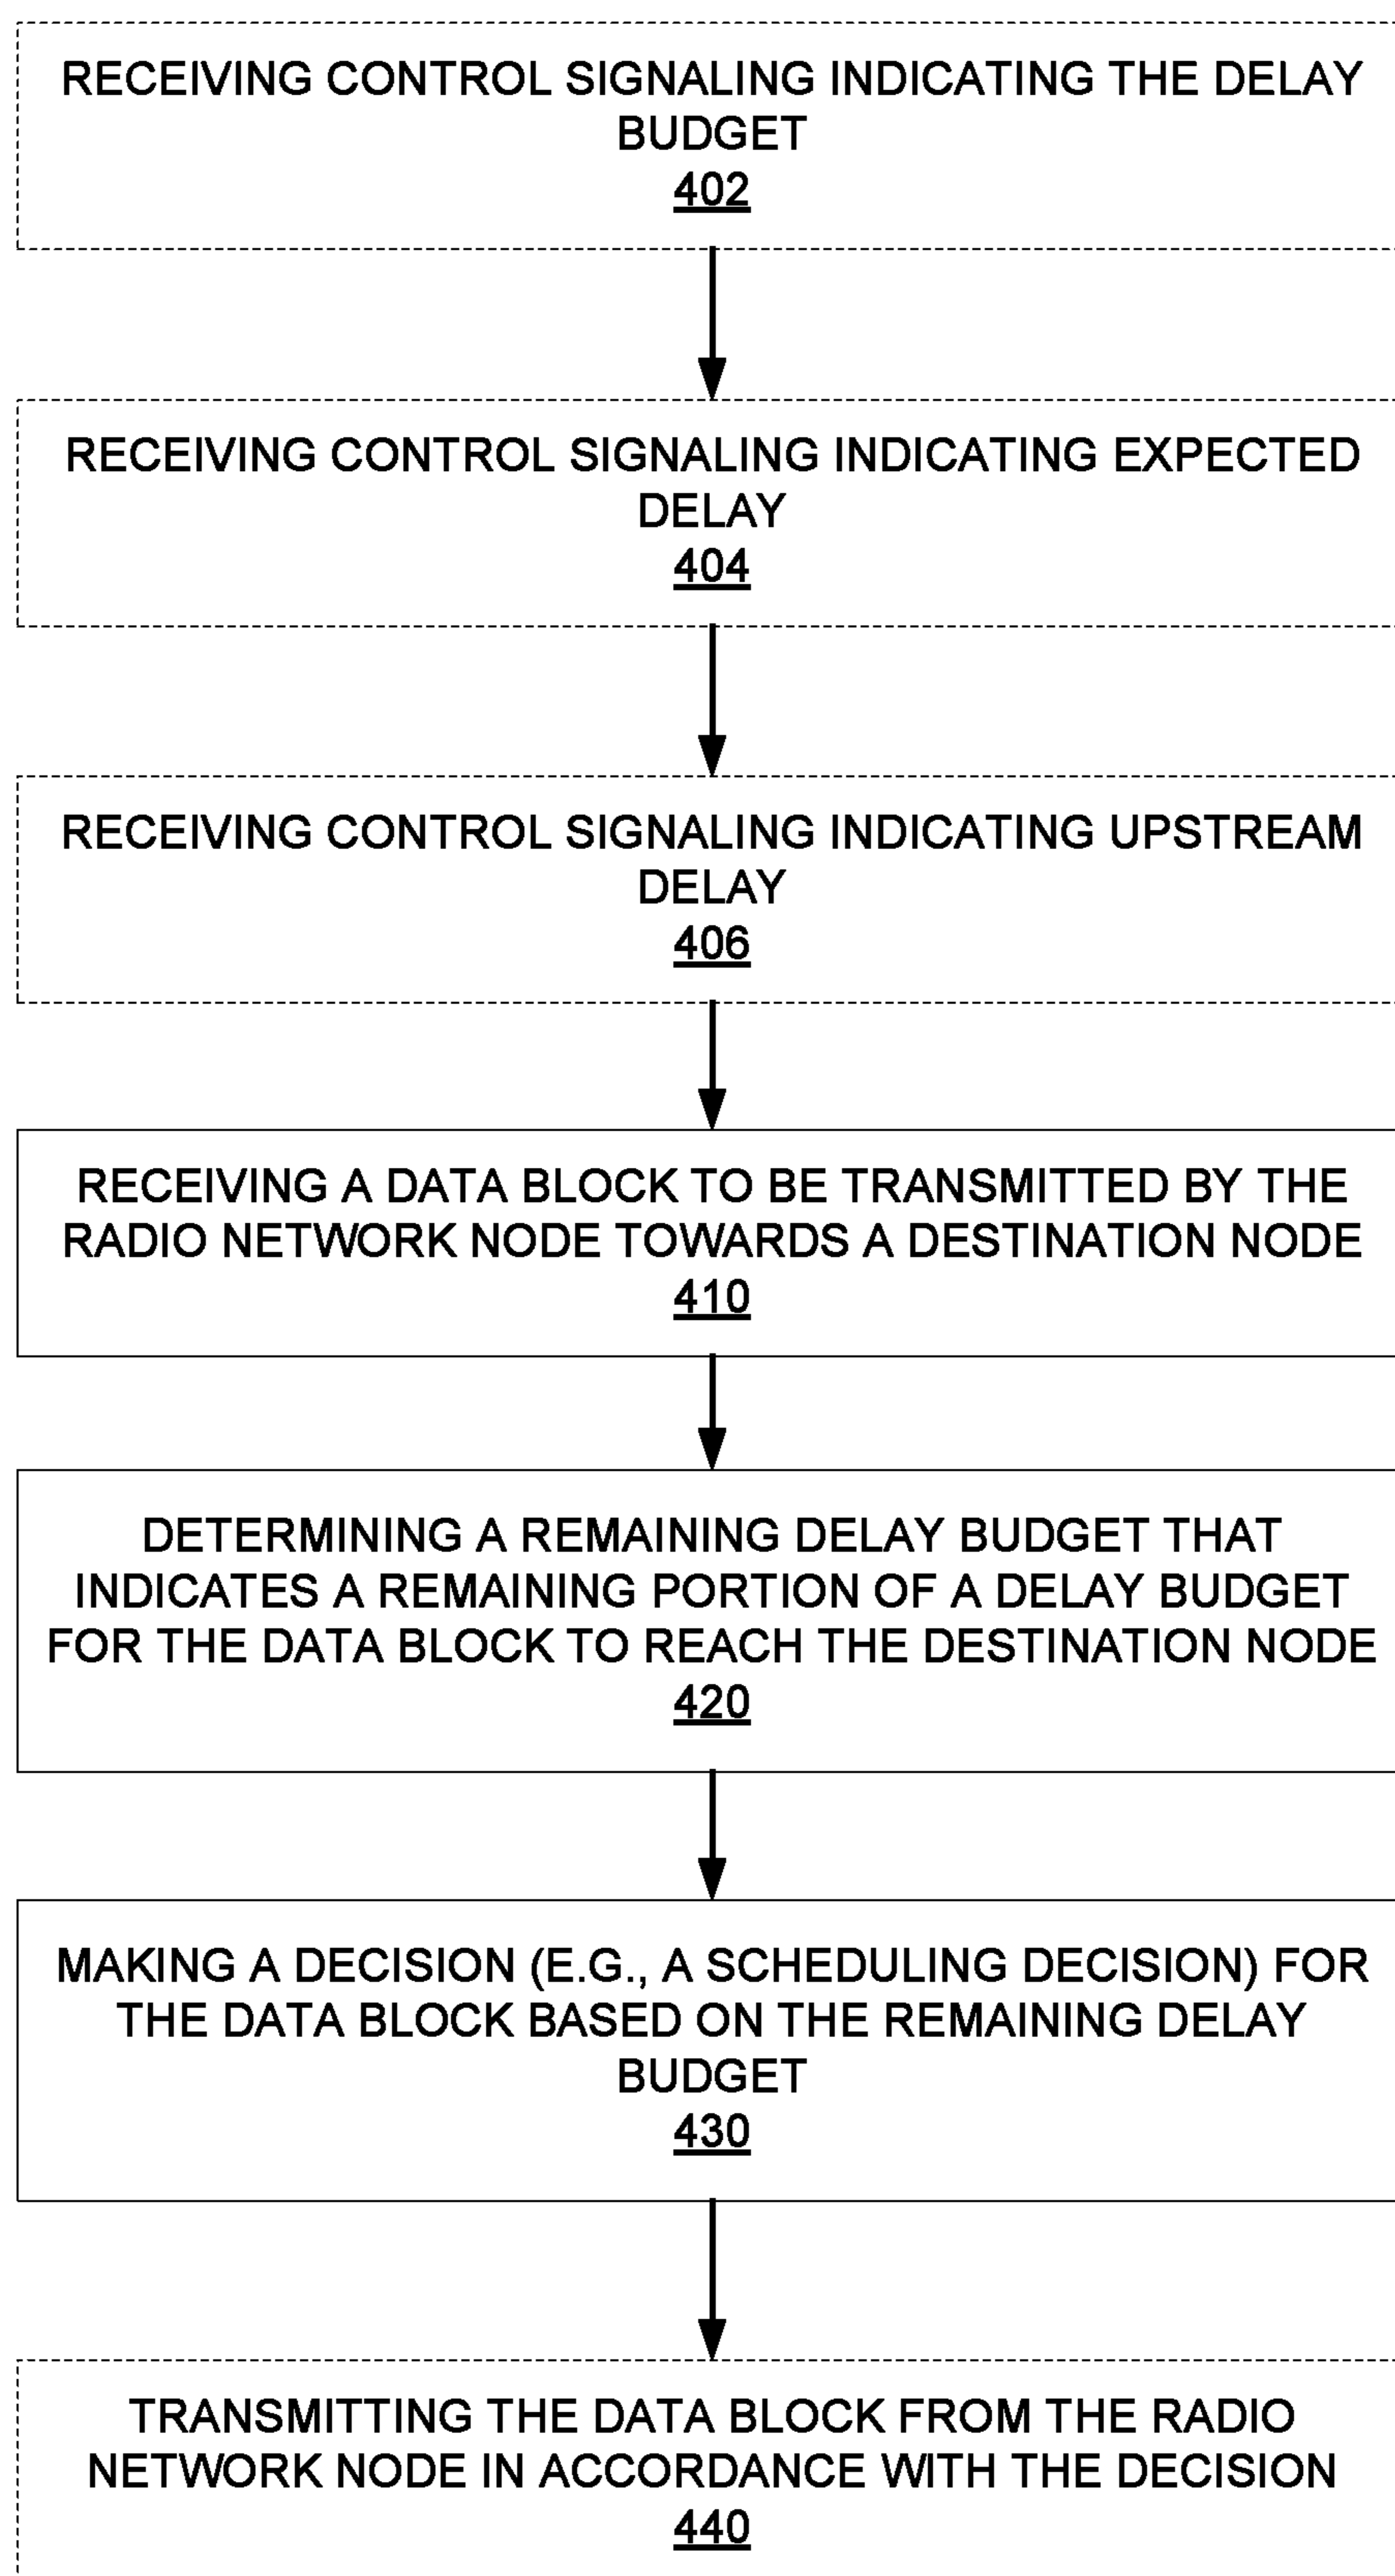 RECEIVING CONTROL SIGNALING INDICATING THE DELAY
BUDGET
402
RECEIVING CONTROL SIGNALING INDICATING EXPECTED
DELAY
404
RECEIVING CONTROL SIGNALING INDICATING UPSTREAM
DELAY
406
RECEIVING A DATA BLOCK TO BE TRANSMITTED BY THE
RADIO NETWORK NODE TOWARDS A DESTINATION NODE
410
DETERMINING A REMAINING DELAY BUDGET THAT
INDICATES A REMAINING PORTION OF A DELAY BUDGET
FOR THE DATA BLOCK TO REACH THE DESTINATION NODE
420
MAKING A DECISION (E.G., A SCHEDULING DECISION) FOR
THE DATA BLOCK BASED ON THE REMAINING DELAY
BUDGET
430
TRANSMITTING THE DATA BLOCK FROM THE RADIO
NETWORK NODE IN ACCORDANCE WITH THE DECISION
440